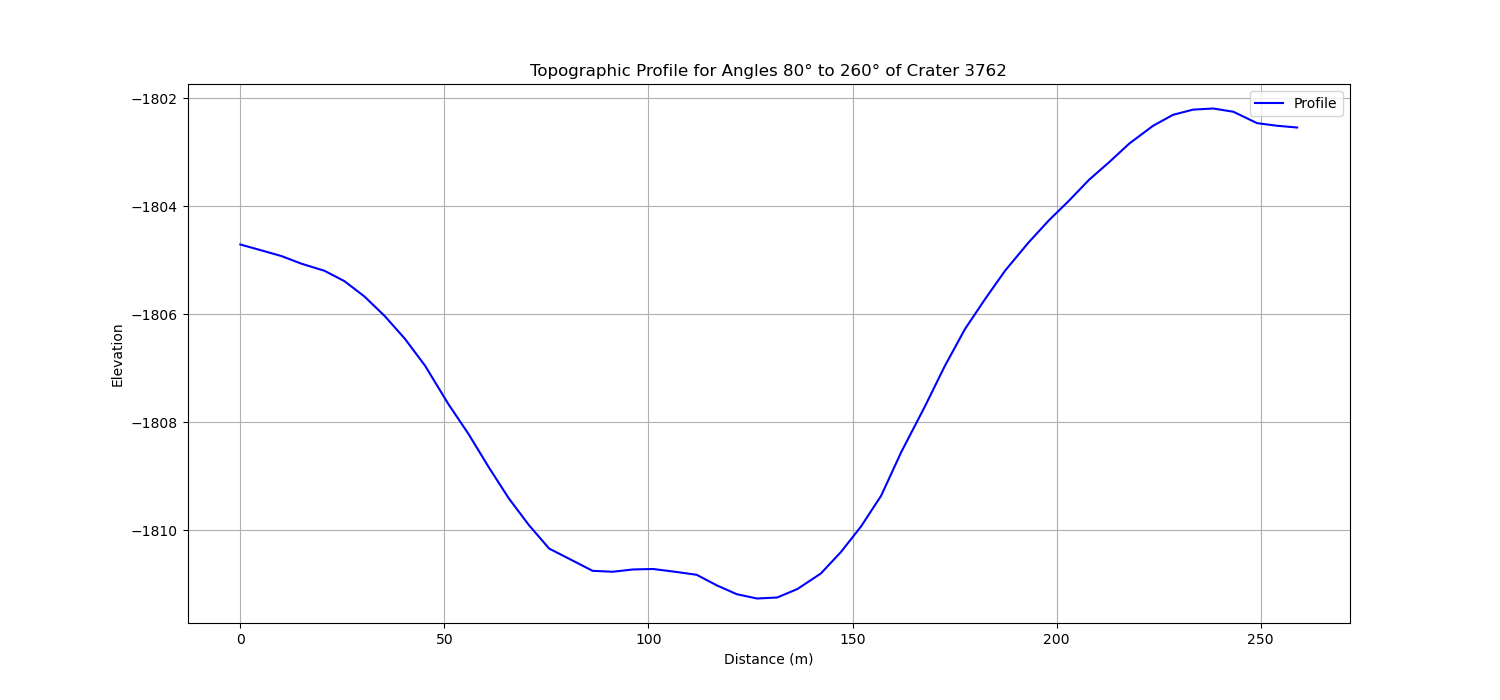 Topographic Profile for Angles 80° to 260° of Crater 3762
Profile
−1802
−1804
−1806
−1808
−1810
Elevation
0 50 100 150 200 250
Distance (m)